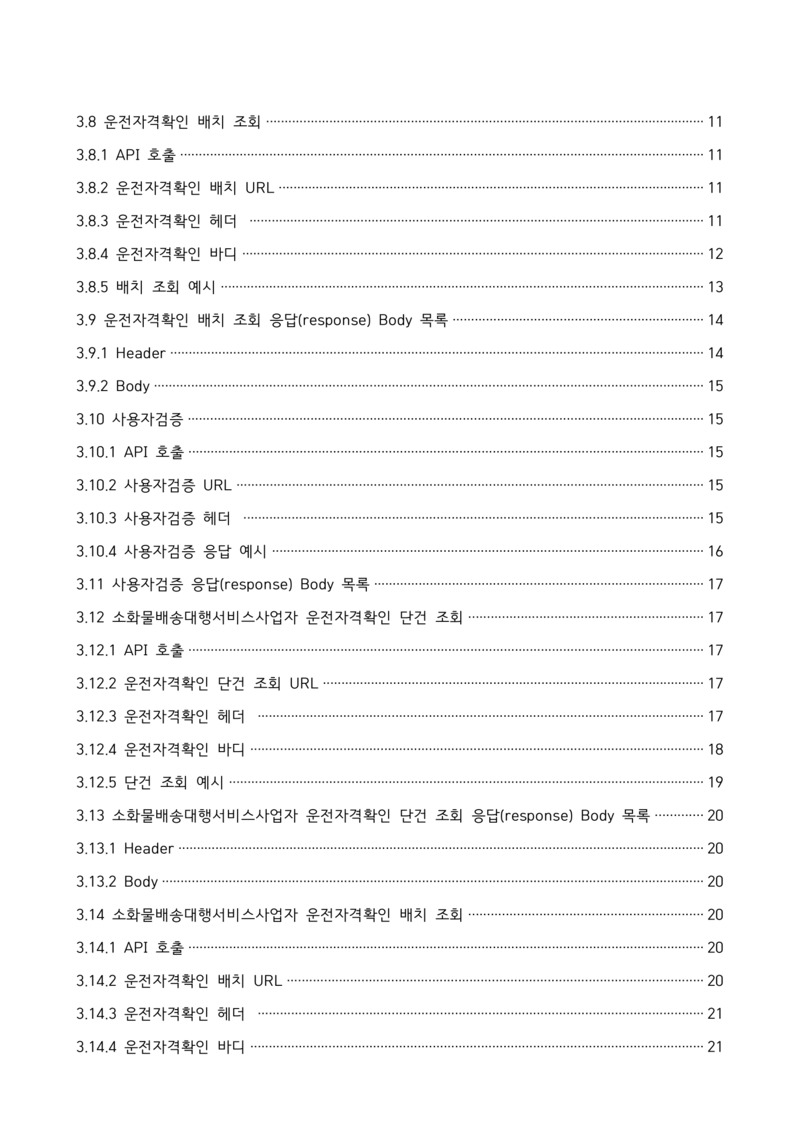 3.8 운전자격확인 배치 조회 ········ 11
3.8.1 API 호출 ········ 11
3.8.2 운전자격확인 배치 URL ········ 11
3.8.3 운전자격확인 헤더 ········ 11
3.8.4 운전자격확인 바디 ········ 12
3.8.5 배치 조회 예시 ········ 13
3.9 운전자격확인 배치 조회 응답(response) Body 목록 ········ 14
3.9.1 Header ········ 14
3.9.2 Body ········ 15
3.10 사용자검증 ········ 15
3.10.1 API 호출 ········ 15
3.10.2 사용자검증 URL ········ 15
3.10.3 사용자검증 헤더 ········ 15
3.10.4 사용자검증 응답 예시 ········ 16
3.11 사용자검증 응답(response) Body 목록 ········ 17
3.12 소화물배송대행서비스사업자 운전자격확인 단건 조회 ········ 17
3.12.1 API 호출 ········ 17
3.12.2 운전자격확인 단건 조회 URL ········ 17
3.12.3 운전자격확인 헤더 ········ 17
3.12.4 운전자격확인 바디 ········ 18
3.12.5 단건 조회 예시 ········ 19
3.13 소화물배송대행서비스사업자 운전자격확인 단건 조회 응답(response) Body 목록 ········ 20
3.13.1 Header ········ 20
3.13.2 Body ········ 20
3.14 소화물배송대행서비스사업자 운전자격확인 배치 조회 ········ 20
3.14.1 API 호출 ········ 20
3.14.2 운전자격확인 배치 URL ········ 20
3.14.3 운전자격확인 헤더 ········ 21
3.14.4 운전자격확인 바디 ········ 21